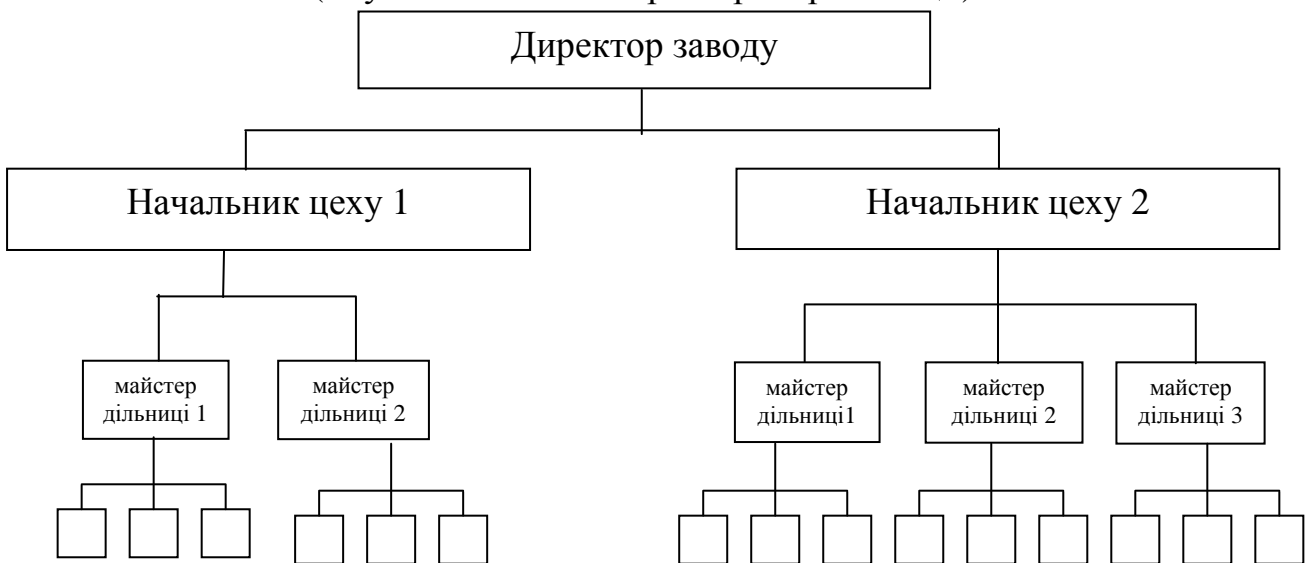 Директор заводу
Начальник цеху 1
Начальник цеху 2
майстер
дільниці 1
майстер
дільниці 2
майстер
дільниці1
майстер
дільниці 2
майстер
дільниці 3